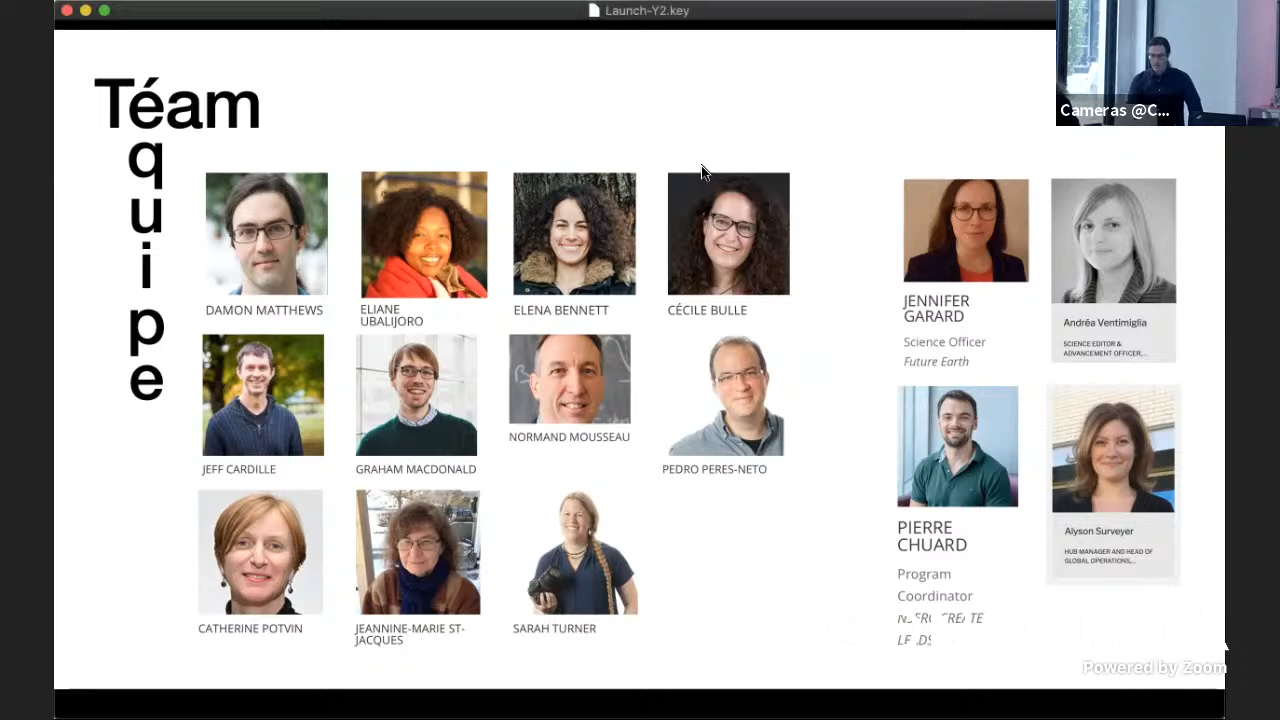 Launch-Y2.key
Cameras @C...
Téam
q
u
i
p
e
DAMON MATTHEWS
ELIANE
UBALIJORO
ELENA BENNETT
CÉCILE BULLE
JEFF CARDILLE
GRAHAM MACDONALD
NORMAND MOUSSEAU
PEDRO PERES-NETO
CATHERINE POTVIN
JEANNINE-MARIE ST-
JACQUES
SARAH TURNER
JENNIFER
GARARD
Science Officer
Future Earth
Andréa Ventimiglia
SCIENCE EDITOR &
ADVANCEMENT OFFICER,...
PIERRE
CHUARD
Program
Coordinator
Alyson Surveyer
HUB MANAGER AND HEAD OF
GLOBAL OPERATIONS,...
Powered by Zoom